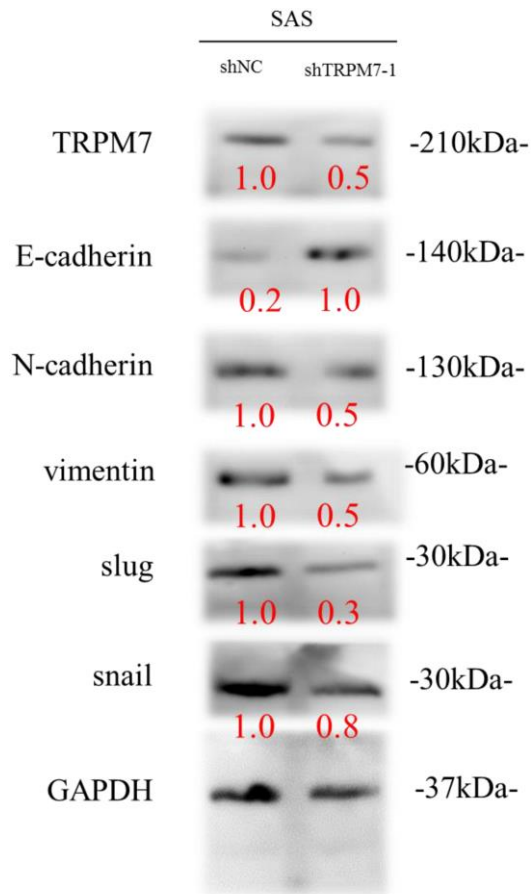 SAS
shNC shTRPM7-1
TRPM7 -210kDa-
1.0 0.5
E-cadherin -140kDa-
0.2 1.0
N-cadherin -130kDa-
1.0 0.5
vimentin -60kDa-
1.0 0.5
slug -30kDa-
1.0 0.3
snail -30kDa-
1.0 0.8
GAPDH -37kDa-